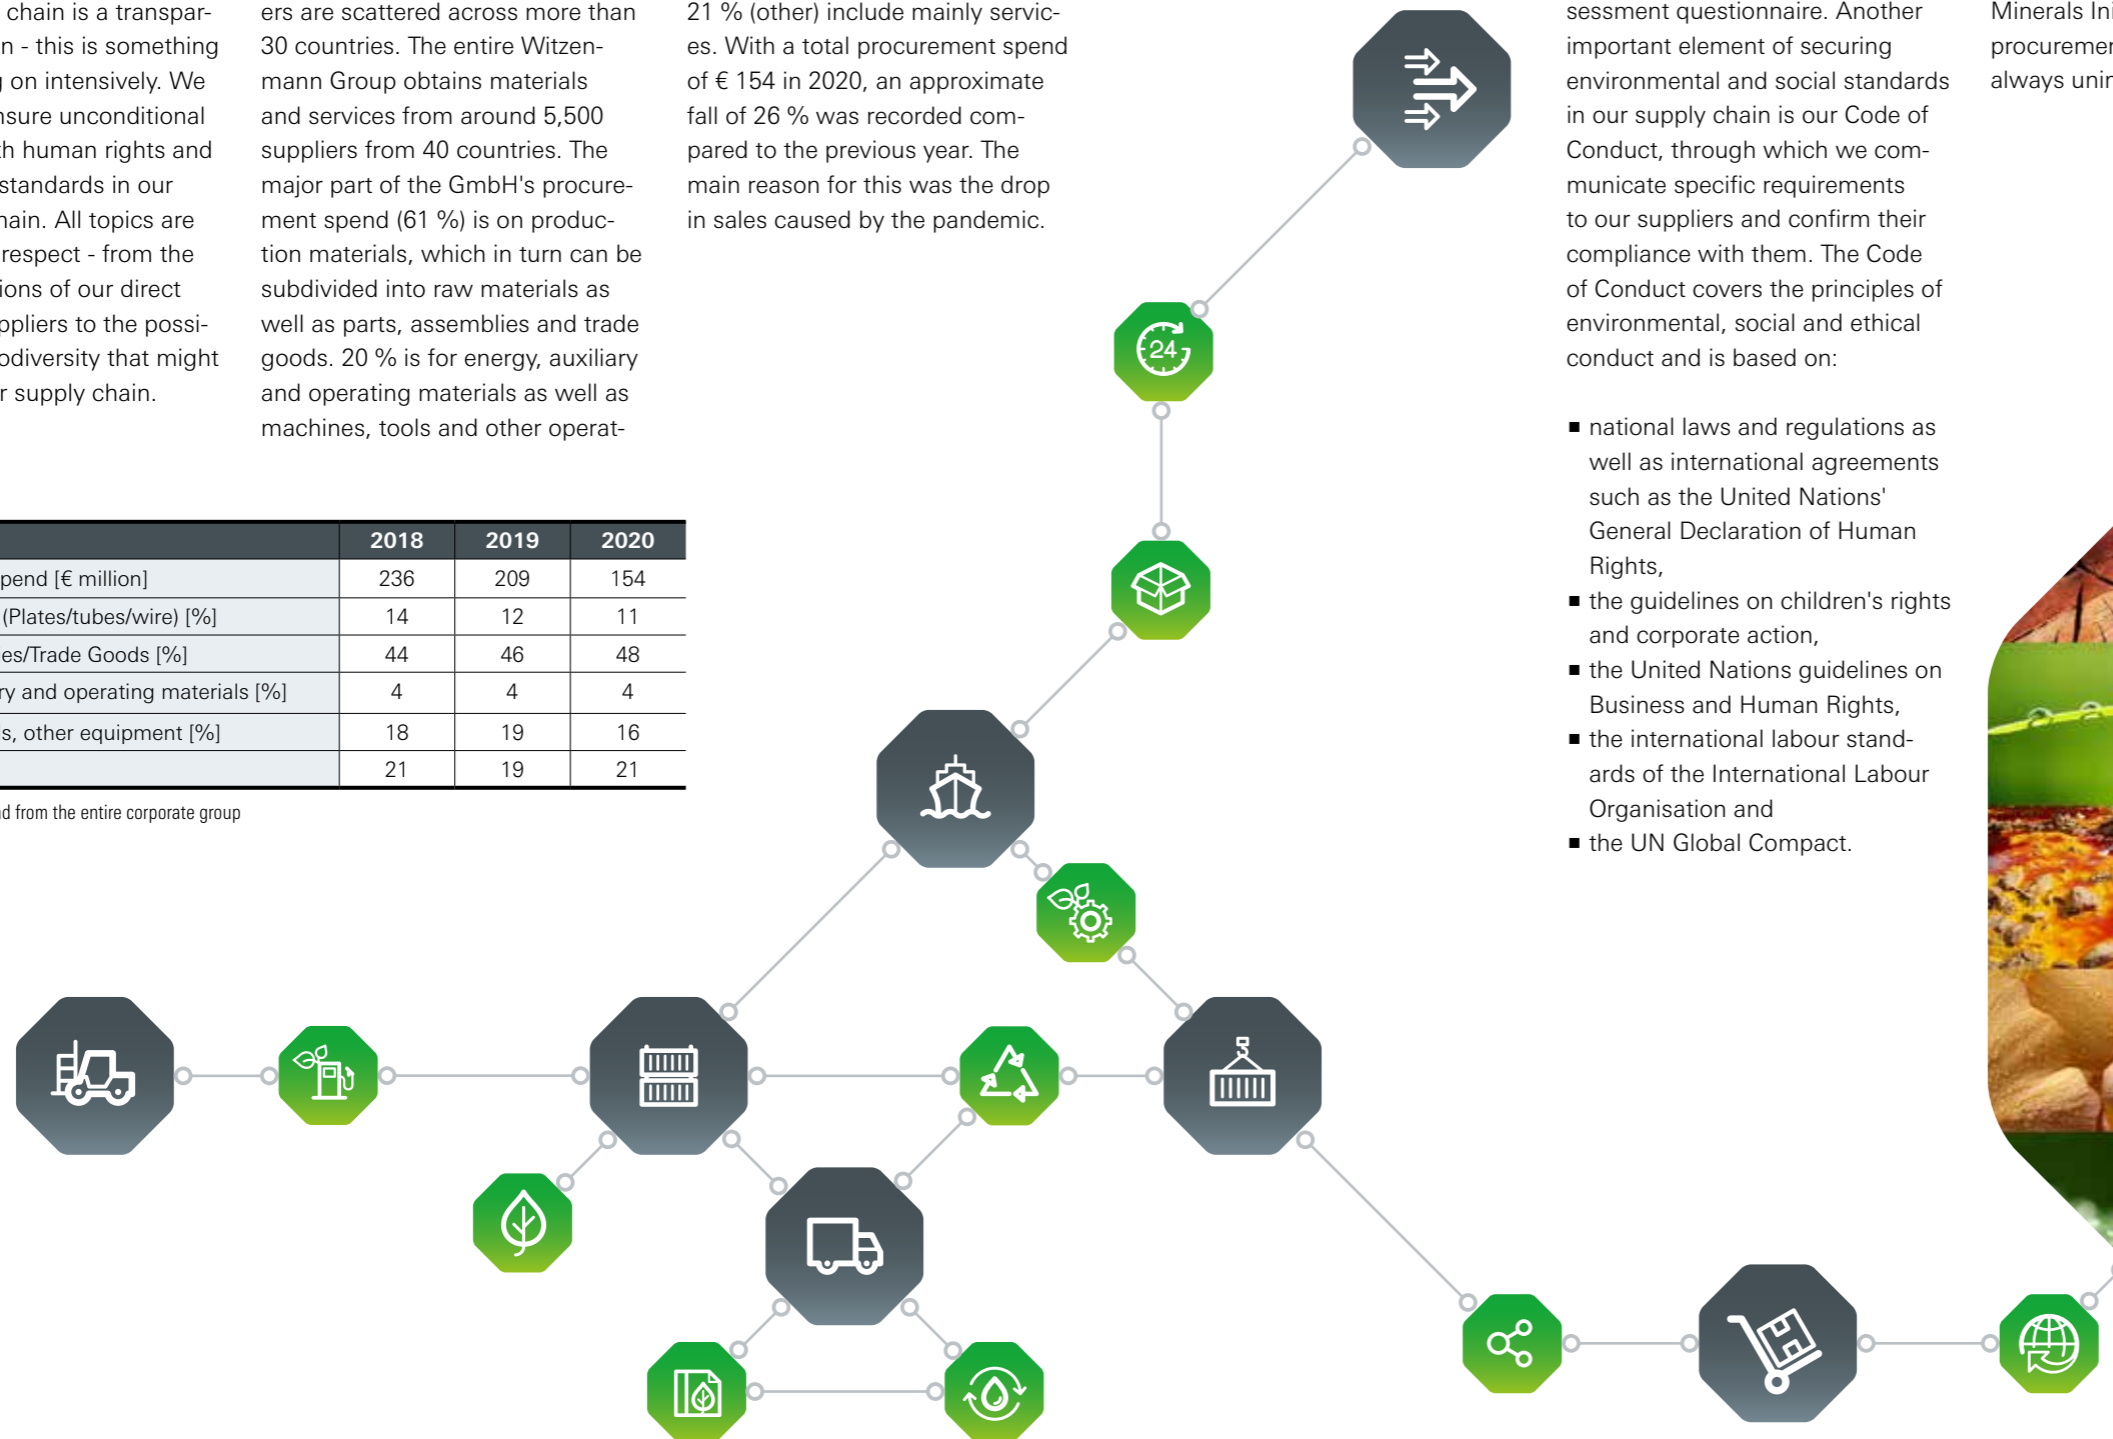 chain is a transpar-
n - this is something
g on intensively. We
nsure unconditional
th human rights and
standards in our
hain. All topics are
respect - from the
ions of our direct
ppliers to the possi-
odiversity that might
r supply chain.
ers are scattered across more than
30 countries. The entire Witzen-
mann Group obtains materials
and services from around 5,500
suppliers from 40 countries. The
major part of the GmbH's procure-
ment spend (61 %) is on produc-
tion materials, which in turn can be
subdivided into raw materials as
well as parts, assemblies and trade
goods. 20 % is for energy, auxiliary
and operating materials as well as
machines, tools and other operat-
21 % (other) include mainly servic-
es. With a total procurement spend
of € 154 in 2020, an approximate
fall of 26 % was recorded com-
pared to the previous year. The
main reason for this was the drop
in sales caused by the pandemic.
2018 2019 2020
pend [€ million] 236 209 154
(Plates/tubes/wire) [%] 14 12 11
ies/Trade Goods [%] 44 46 48
ry and operating materials [%] 4 4 4
ls, other equipment [%] 18 19 16
21 19 21
d from the entire corporate group
24
sessment questionnaire. Another
important element of securing
environmental and social standards
in our supply chain is our Code of
Conduct, through which we com-
municate specific requirements
to our suppliers and confirm their
compliance with them. The Code
of Conduct covers the principles of
environmental, social and ethical
conduct and is based on:
■ national laws and regulations as
well as international agreements
such as the United Nations'
General Declaration of Human
Rights,
■ the guidelines on children's rights
and corporate action,
■ the United Nations guidelines on
Business and Human Rights,
■ the international labour stand-
ards of the International Labour
Organisation and
■ the UN Global Compact.
Minerals Ini
procuremen
always unin